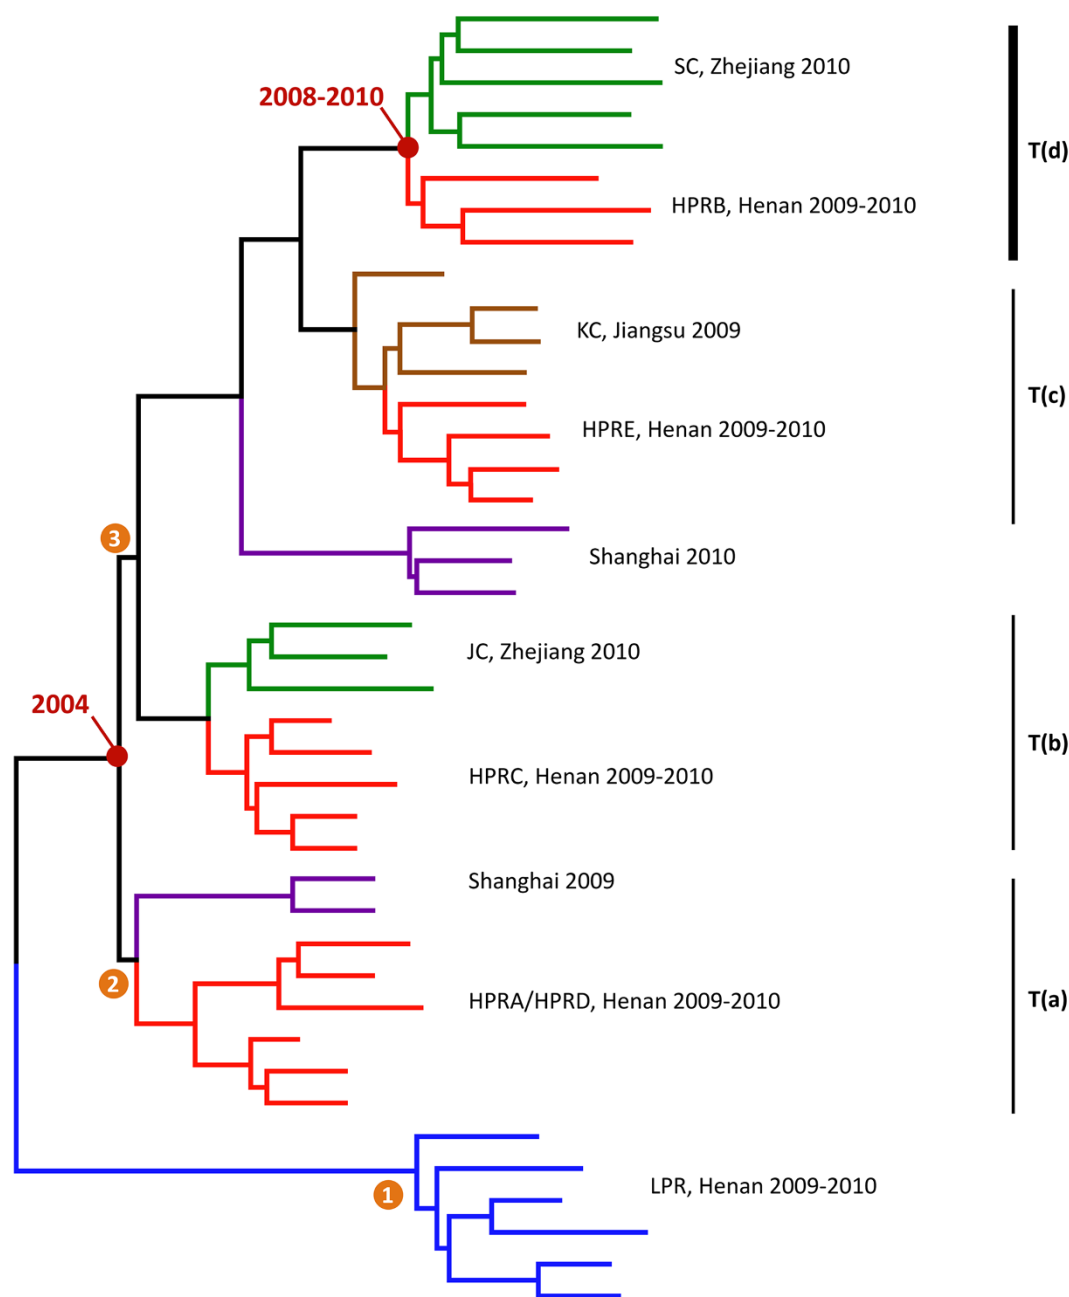 SC, Zhejiang 2010
2008-2010
T(d)
HPRB, Henan 2009-2010
KC, Jiangsu 2009
T(c)
HPRE, Henan 2009-2010
3
Shanghai 2010
JC, Zhejiang 2010
2004
T(b)
HPRC, Henan 2009-2010
Shanghai 2009
2
HPRA/HPRD, Henan 2009-2010
T(a)
1
LPR, Henan 2009-2010